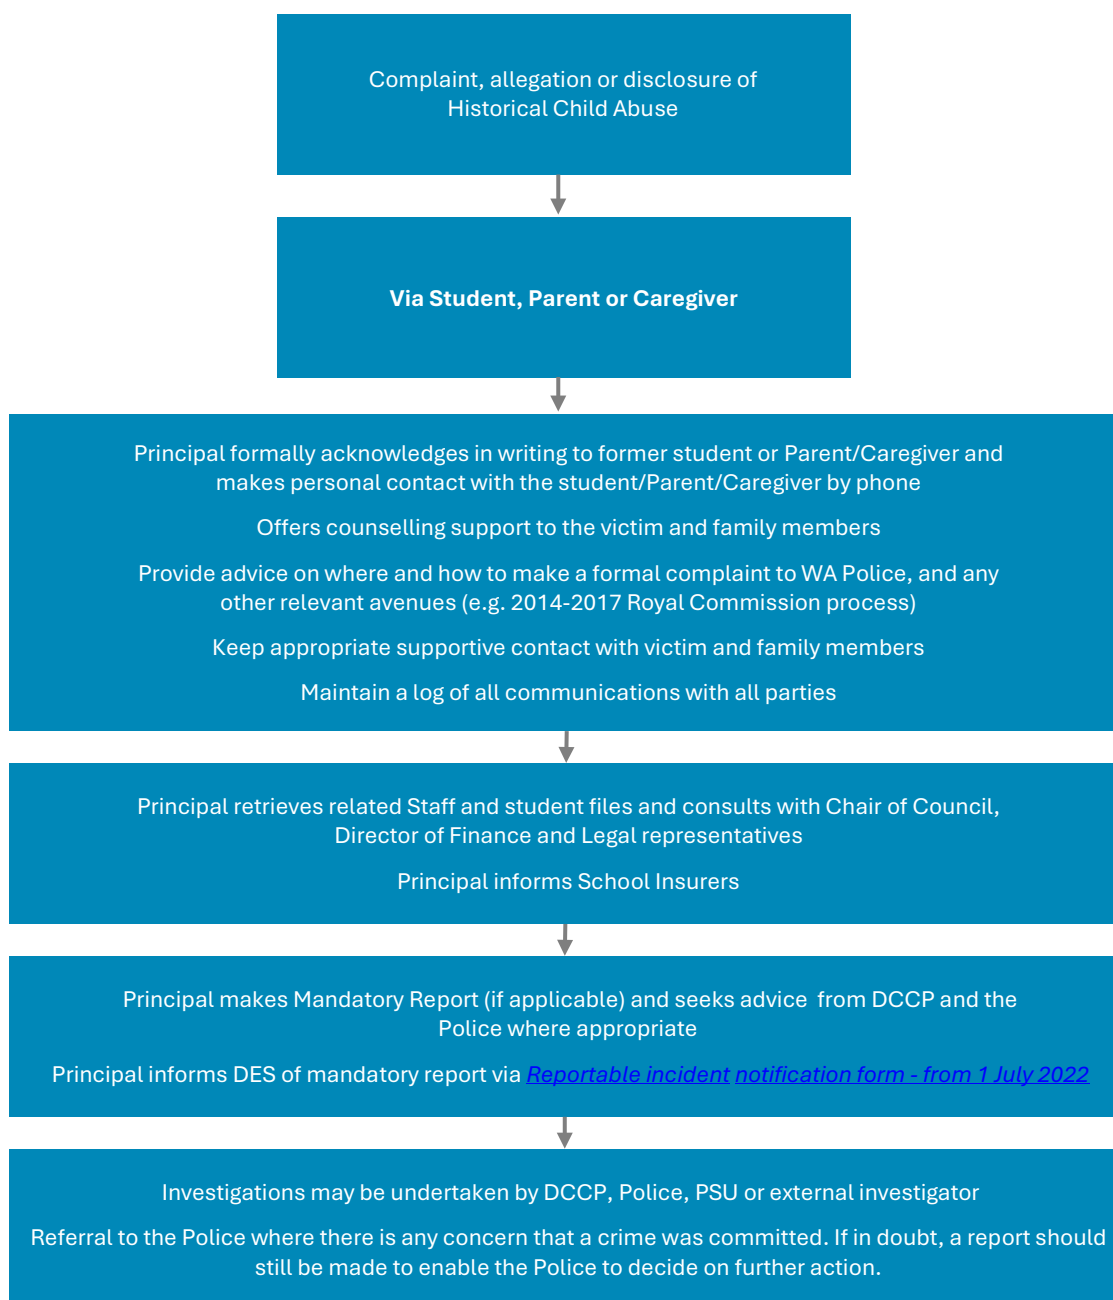 Complaint, allegation or disclosure of
Historical Child Abuse
Via Student, Parent or Caregiver
Principal formally acknowledges in writing to former student or Parent/Caregiver and
makes personal contact with the student/Parent/Caregiver by phone
Offers counselling support to the victim and family members
Provide advice on where and how to make a formal complaint to WA Police, and any
other relevant avenues (e.g. 2014-2017 Royal Commission process)
Keep appropriate supportive contact with victim and family members
Maintain a log of all communications with all parties
Principal retrieves related Staff and student files and consults with Chair of Council,
Director of Finance and Legal representatives
Principal informs School Insurers
Principal makes Mandatory Report (if applicable) and seeks advice  from DCCP and the
Police where appropriate
Principal informs DES of mandatory report via Reportable incident notification form - from 1 July 2022
Investigations may be undertaken by DCCP, Police, PSU or external investigator
Referral to the Police where there is any concern that a crime was committed. If in doubt, a report should
still be made to enable the Police to decide on further action.